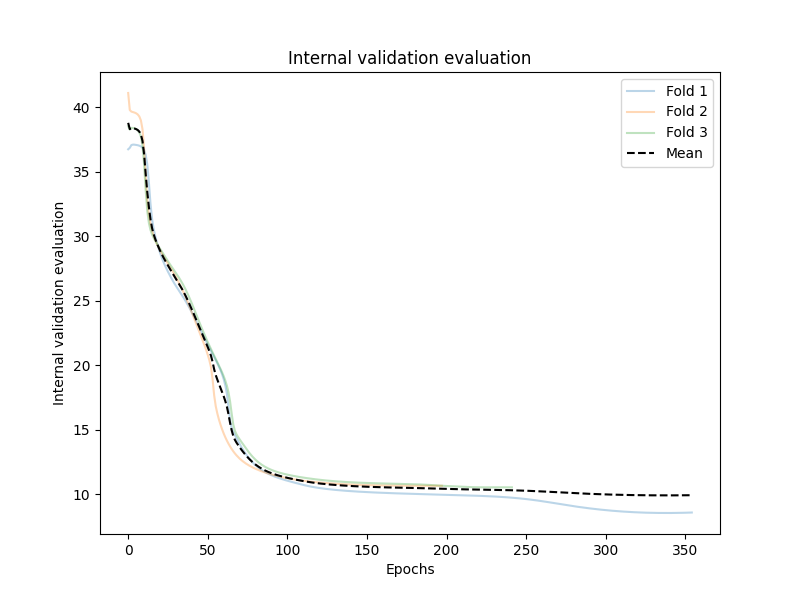 Internal validation evaluation
Fold 1
Fold 2
Fold 3
Mean
Internal validation evaluation
40
35
30
25
20
15
10
0 50 100 150 200 250 300 350
Epochs